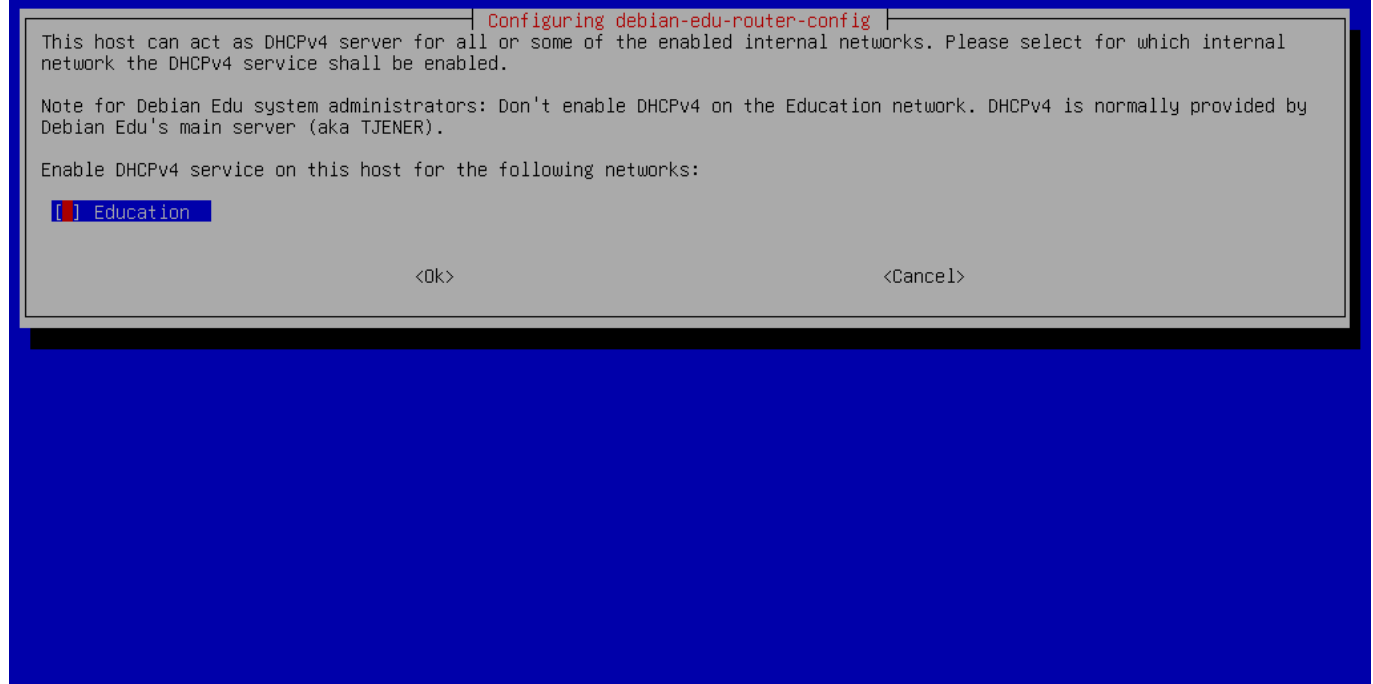 Configuring debian-edu-router-config
This host can act as DHCPv4 server for all or some of the enabled internal networks. Please select for which internal
network the DHCPv4 service shall be enabled.
Note for Debian Edu system administrators: Don't enable DHCPv4 on the Education network. DHCPv4 is normally provided by
Debian Edu's main server (aka TJENER).
Enable DHCPv4 service on this host for the following networks:
[ ] Education
<Ok> <Cancel>